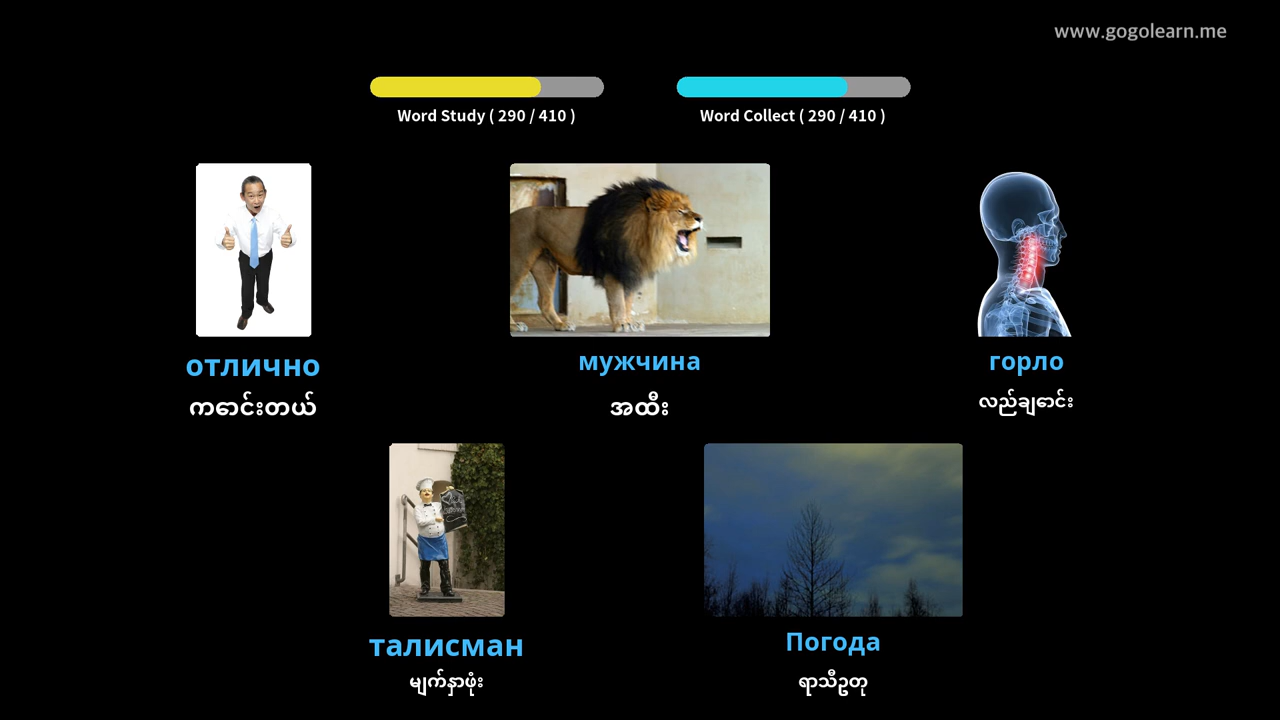 www.gogolearn.me
Word Study ( 290 / 410 )
Word Collect ( 290 / 410 )
отлично
ကောင်းတယ်
мужчина
အထီး
горло
လည်ချောင်း
талисман
မျက်နှာဖုံး
Погода
ရာသီဥတု